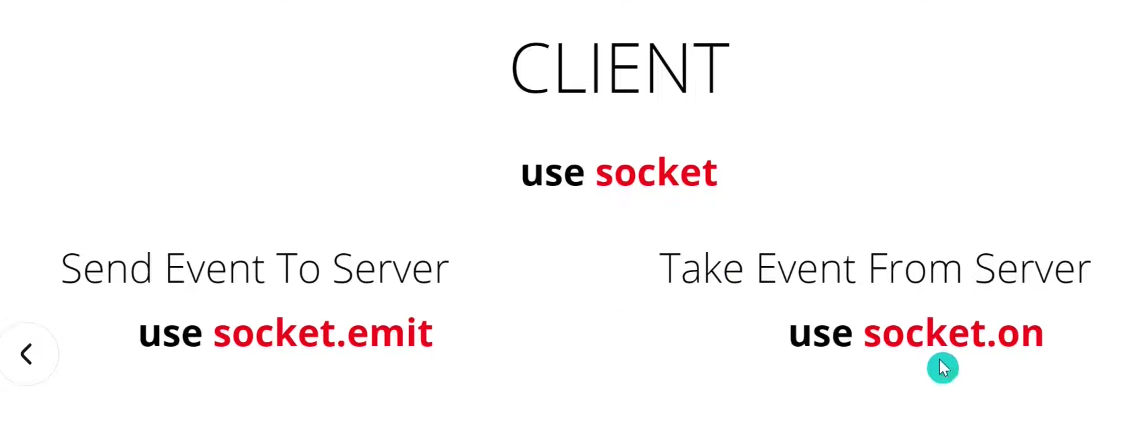 CLIENT
use socket
Send Event To Server
use socket.emit
Take Event From Server
use socket.on